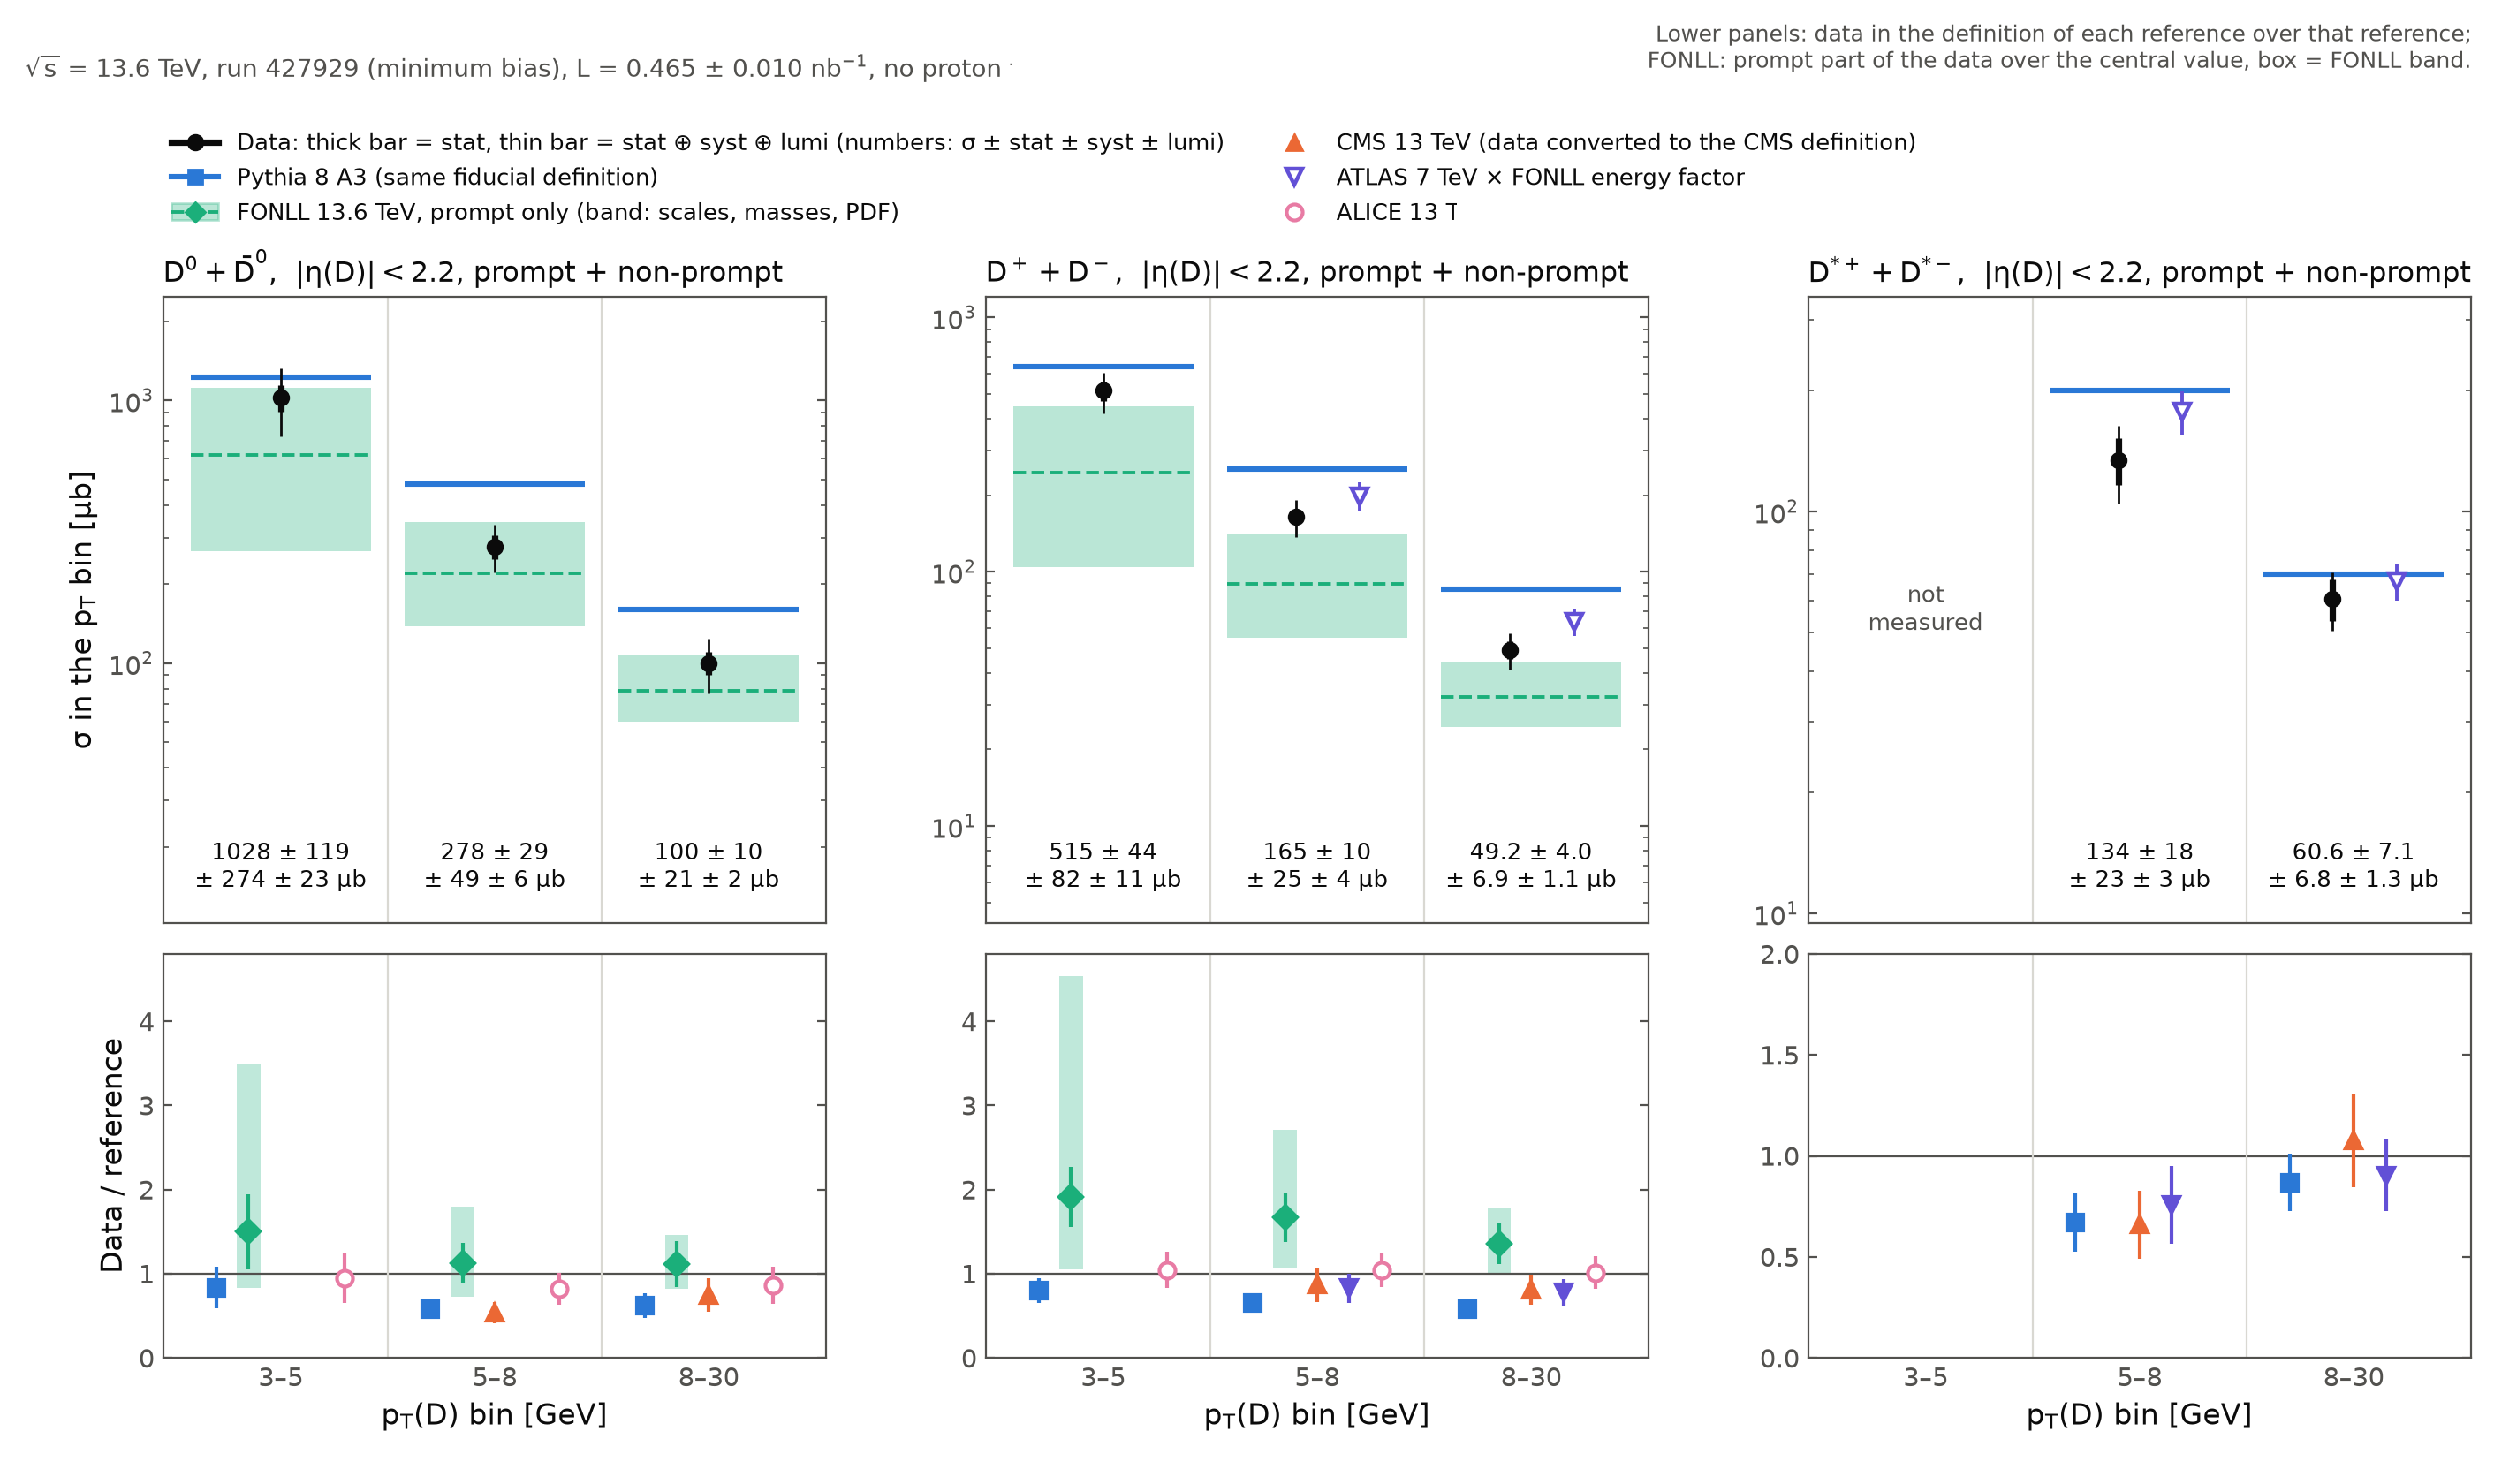 Lower panels: data in the definition of each reference over that reference;
√s = 13.6 TeV, run 427929 (minimum bias), L = 0.465 ± 0.010 nb⁻¹, no proton
FONLL: prompt part of the data over the central value, box = FONLL band.
Data: thick bar = stat, thin bar = stat ⊕ syst ⊕ lumi (numbers: σ ± stat ± syst ± lumi)
Pythia 8 A3 (same fiducial definition)
FONLL 13.6 TeV, prompt only (band: scales, masses, PDF)
CMS 13 TeV (data converted to the CMS definition)
ATLAS 7 TeV × FONLL energy factor
ALICE 13 T
D⁰ + D̄⁰, |η(D)| < 2.2, prompt + non-prompt
D⁺ + D⁻, |η(D)| < 2.2, prompt + non-prompt
D*⁺ + D*⁻, |η(D)| < 2.2, prompt + non-prompt
σ in the pT bin [μb]
10³
10²
1028 ± 119
± 274 ± 23 μb
278 ± 29
± 49 ± 6 μb
100 ± 10
± 21 ± 2 μb
10³
10²
10¹
515 ± 44
± 82 ± 11 μb
165 ± 10
± 25 ± 4 μb
49.2 ± 4.0
± 6.9 ± 1.1 μb
10²
10¹
not
measured
134 ± 18
± 23 ± 3 μb
60.6 ± 7.1
± 6.8 ± 1.3 μb
Data / reference
4
3
2
1
0
3–5
5–8
8–30
pT(D) bin [GeV]
4
3
2
1
0
3–5
5–8
8–30
pT(D) bin [GeV]
2.0
1.5
1.0
0.5
0.0
3–5
5–8
8–30
pT(D) bin [GeV]